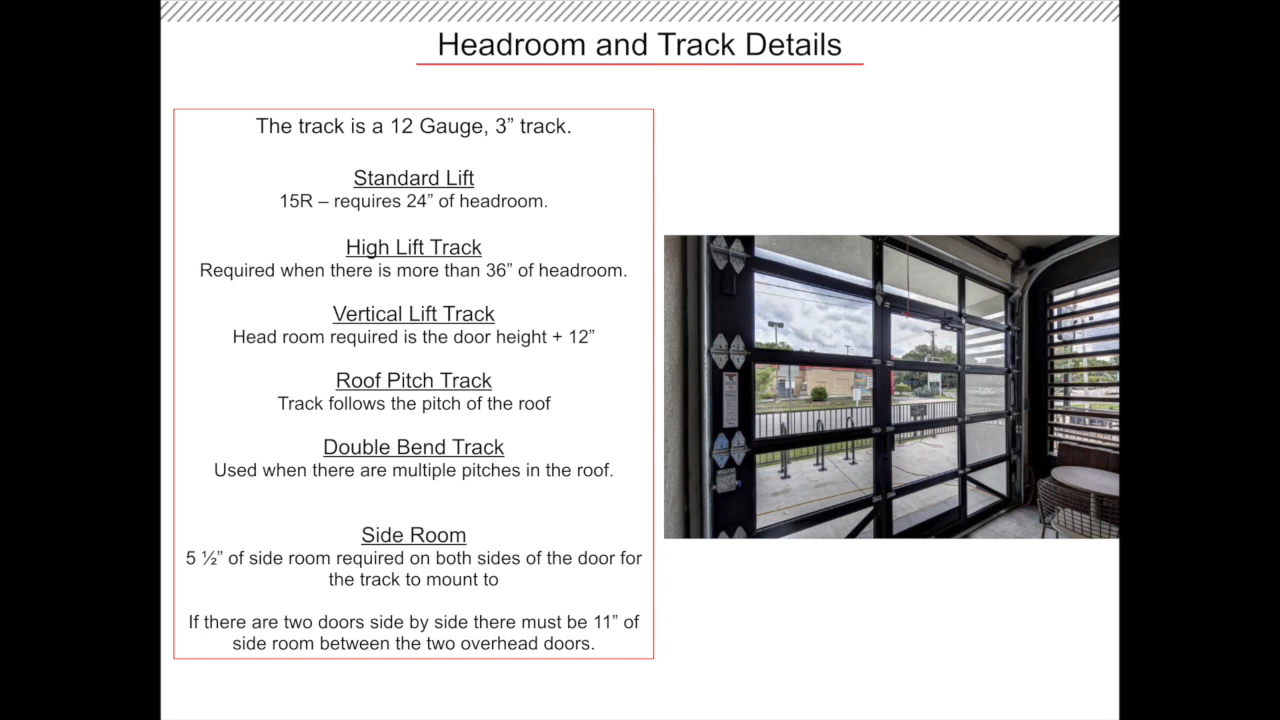 Headroom and Track Details
The track is a 12 Gauge, 3” track.
Standard Lift
15R – requires 24” of headroom.
High Lift Track
Required when there is more than 36” of headroom.
Vertical Lift Track
Head room required is the door height + 12”
Roof Pitch Track
Track follows the pitch of the roof
Double Bend Track
Used when there are multiple pitches in the roof.
Side Room
5 ½” of side room required on both sides of the door for
the track to mount to
If there are two doors side by side there must be 11” of
side room between the two overhead doors.